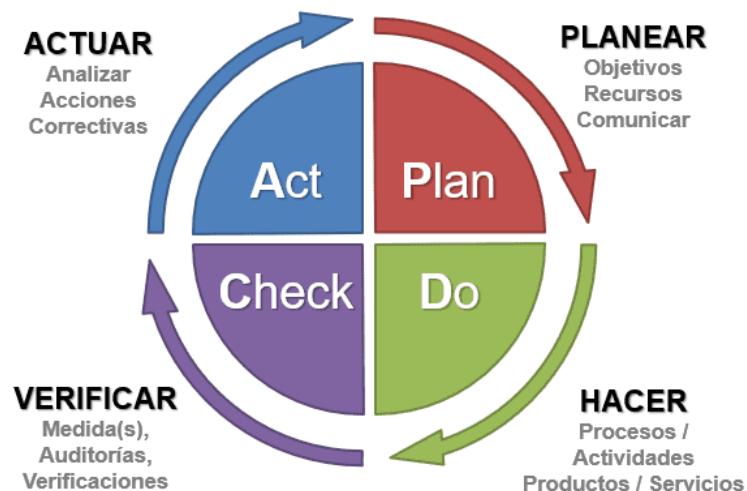 ACTUAR
Analizar
Acciones
Correctivas
PLANEAR
Objetivos
Recursos
Comunicar
Act
Plan
Check
Do
VERIFICAR
Medida(s),
Auditorías,
Verificaciones
HACER
Procesos /
Actividades
Productos / Servicios